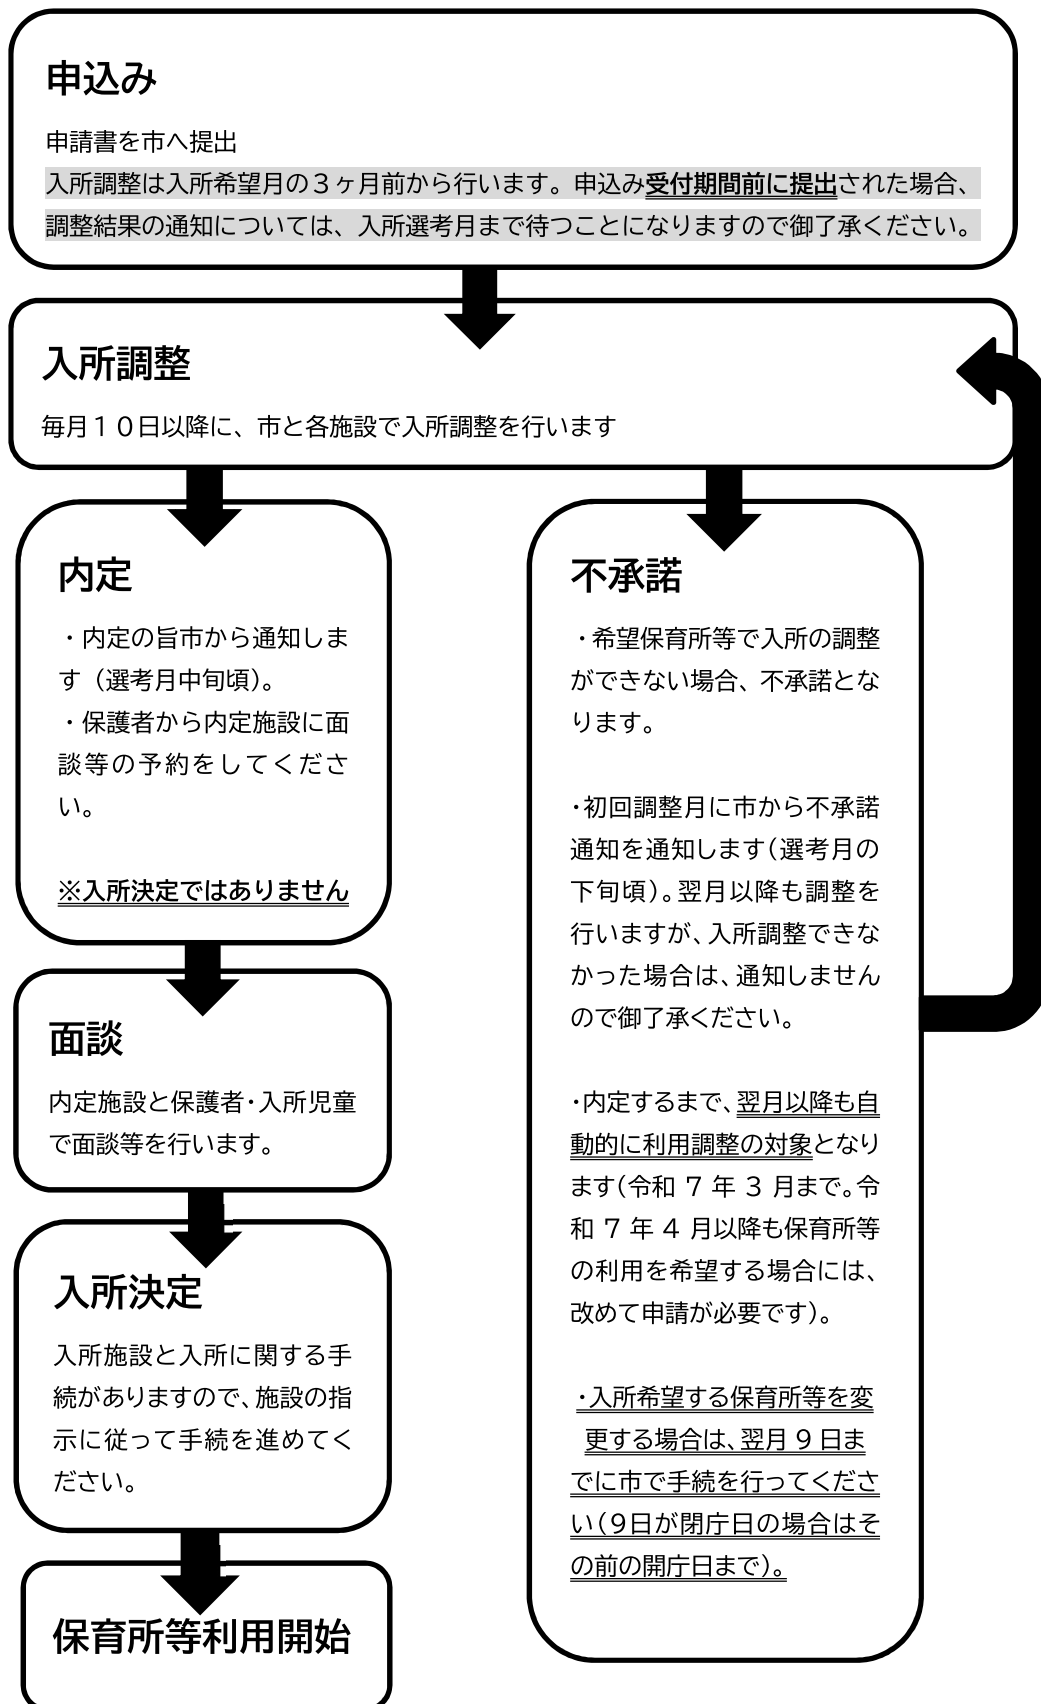 申込み
申請書を市へ提出
入所調整は入所希望月の３ヶ月前から行います。申込み受付期間前に提出された場合、
調整結果の通知については、入所選考月まで待つことになりますので御了承ください。
入所調整
毎月１０日以降に、市と各施設で入所調整を行います
内定
・内定の旨市から通知しま
す（選考月中旬頃）。
・保護者から内定施設に面
談等の予約をしてくださ
い。
※入所決定ではありません
面談
内定施設と保護者・入所児童
で面談等を行います。
入所決定
入所施設と入所に関する手
続がありますので、施設の指
示に従って手続を進めてく
ださい。
保育所等利用開始
不承諾
・希望保育所等で入所の調整
ができない場合、不承諾とな
ります。
・初回調整月に市から不承諾
通知を通知します（選考月の
下旬頃）。翌月以降も調整を
行いますが、入所調整できな
かった場合は、通知しません
ので御了承ください。
・内定するまで、翌月以降も自
動的に利用調整の対象となり
ます（令和 7 年 3 月まで。令
和 7 年 4 月以降も保育所等
の利用を希望する場合には、
改めて申請が必要です）。
・入所希望する保育所等を変
更する場合は、翌月 9 日ま
でに市で手続を行ってくださ
い（9日が閉庁日の場合はそ
の前の開庁日まで）。